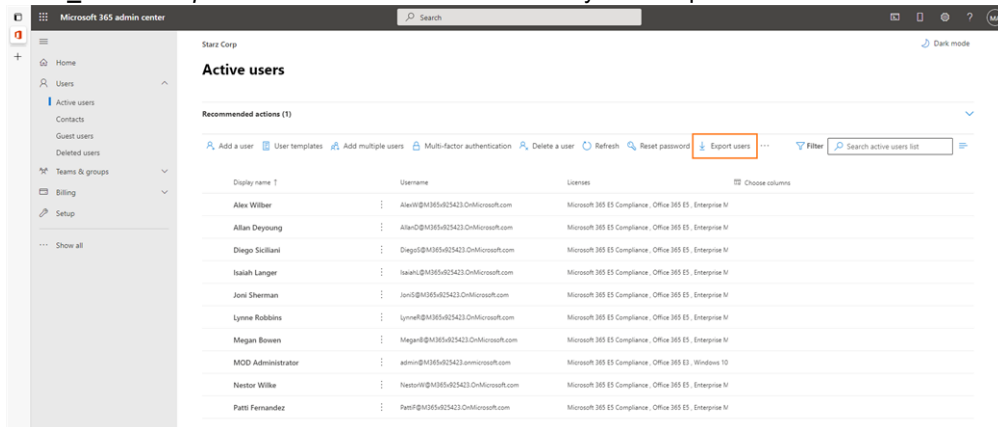 Microsoft 365 admin center
Search
Starz Corp
Dark mode
Home
Active users
Users
Active users
Contacts
Guest users
Deleted users
Teams & groups
Billing
Setup
Show all
Recommended actions (1)
Add a user User templates Add multiple users Multi-factor authentication Delete a user Refresh Reset password Export users Filter Search active users list
Display name ↑ Username Licenses Choose columns
Alex Wilber AlexW@M365x925423.OnMicrosoft.com Microsoft 365 E5 Compliance , Office 365 E5 , Enterprise M
Allan Deyoung AllanD@M365x925423.OnMicrosoft.com Microsoft 365 E5 Compliance , Office 365 E5 , Enterprise M
Diego Siciliani DiegoS@M365x925423.OnMicrosoft.com Microsoft 365 E5 Compliance , Office 365 E5 , Enterprise M
Isaiah Langer IsaiahL@M365x925423.OnMicrosoft.com Microsoft 365 E5 Compliance , Office 365 E5 , Enterprise M
Joni Sherman JoniS@M365x925423.OnMicrosoft.com Microsoft 365 E5 Compliance , Office 365 E5 , Enterprise M
Lynne Robbins LynneR@M365x925423.OnMicrosoft.com Microsoft 365 E5 Compliance , Office 365 E5 , Enterprise M
Megan Bowen MeganB@M365x925423.OnMicrosoft.com Microsoft 365 E5 Compliance , Office 365 E5 , Enterprise M
MOD Administrator admin@M365x925423.onmicrosoft.com Microsoft 365 E5 Compliance , Office 365 E3 , Windows 10
Nestor Wilke NestorW@M365x925423.OnMicrosoft.com Microsoft 365 E5 Compliance , Office 365 E5 , Enterprise M
Patti Fernandez PattiF@M365x925423.OnMicrosoft.com Microsoft 365 E5 Compliance , Office 365 E5 , Enterprise M